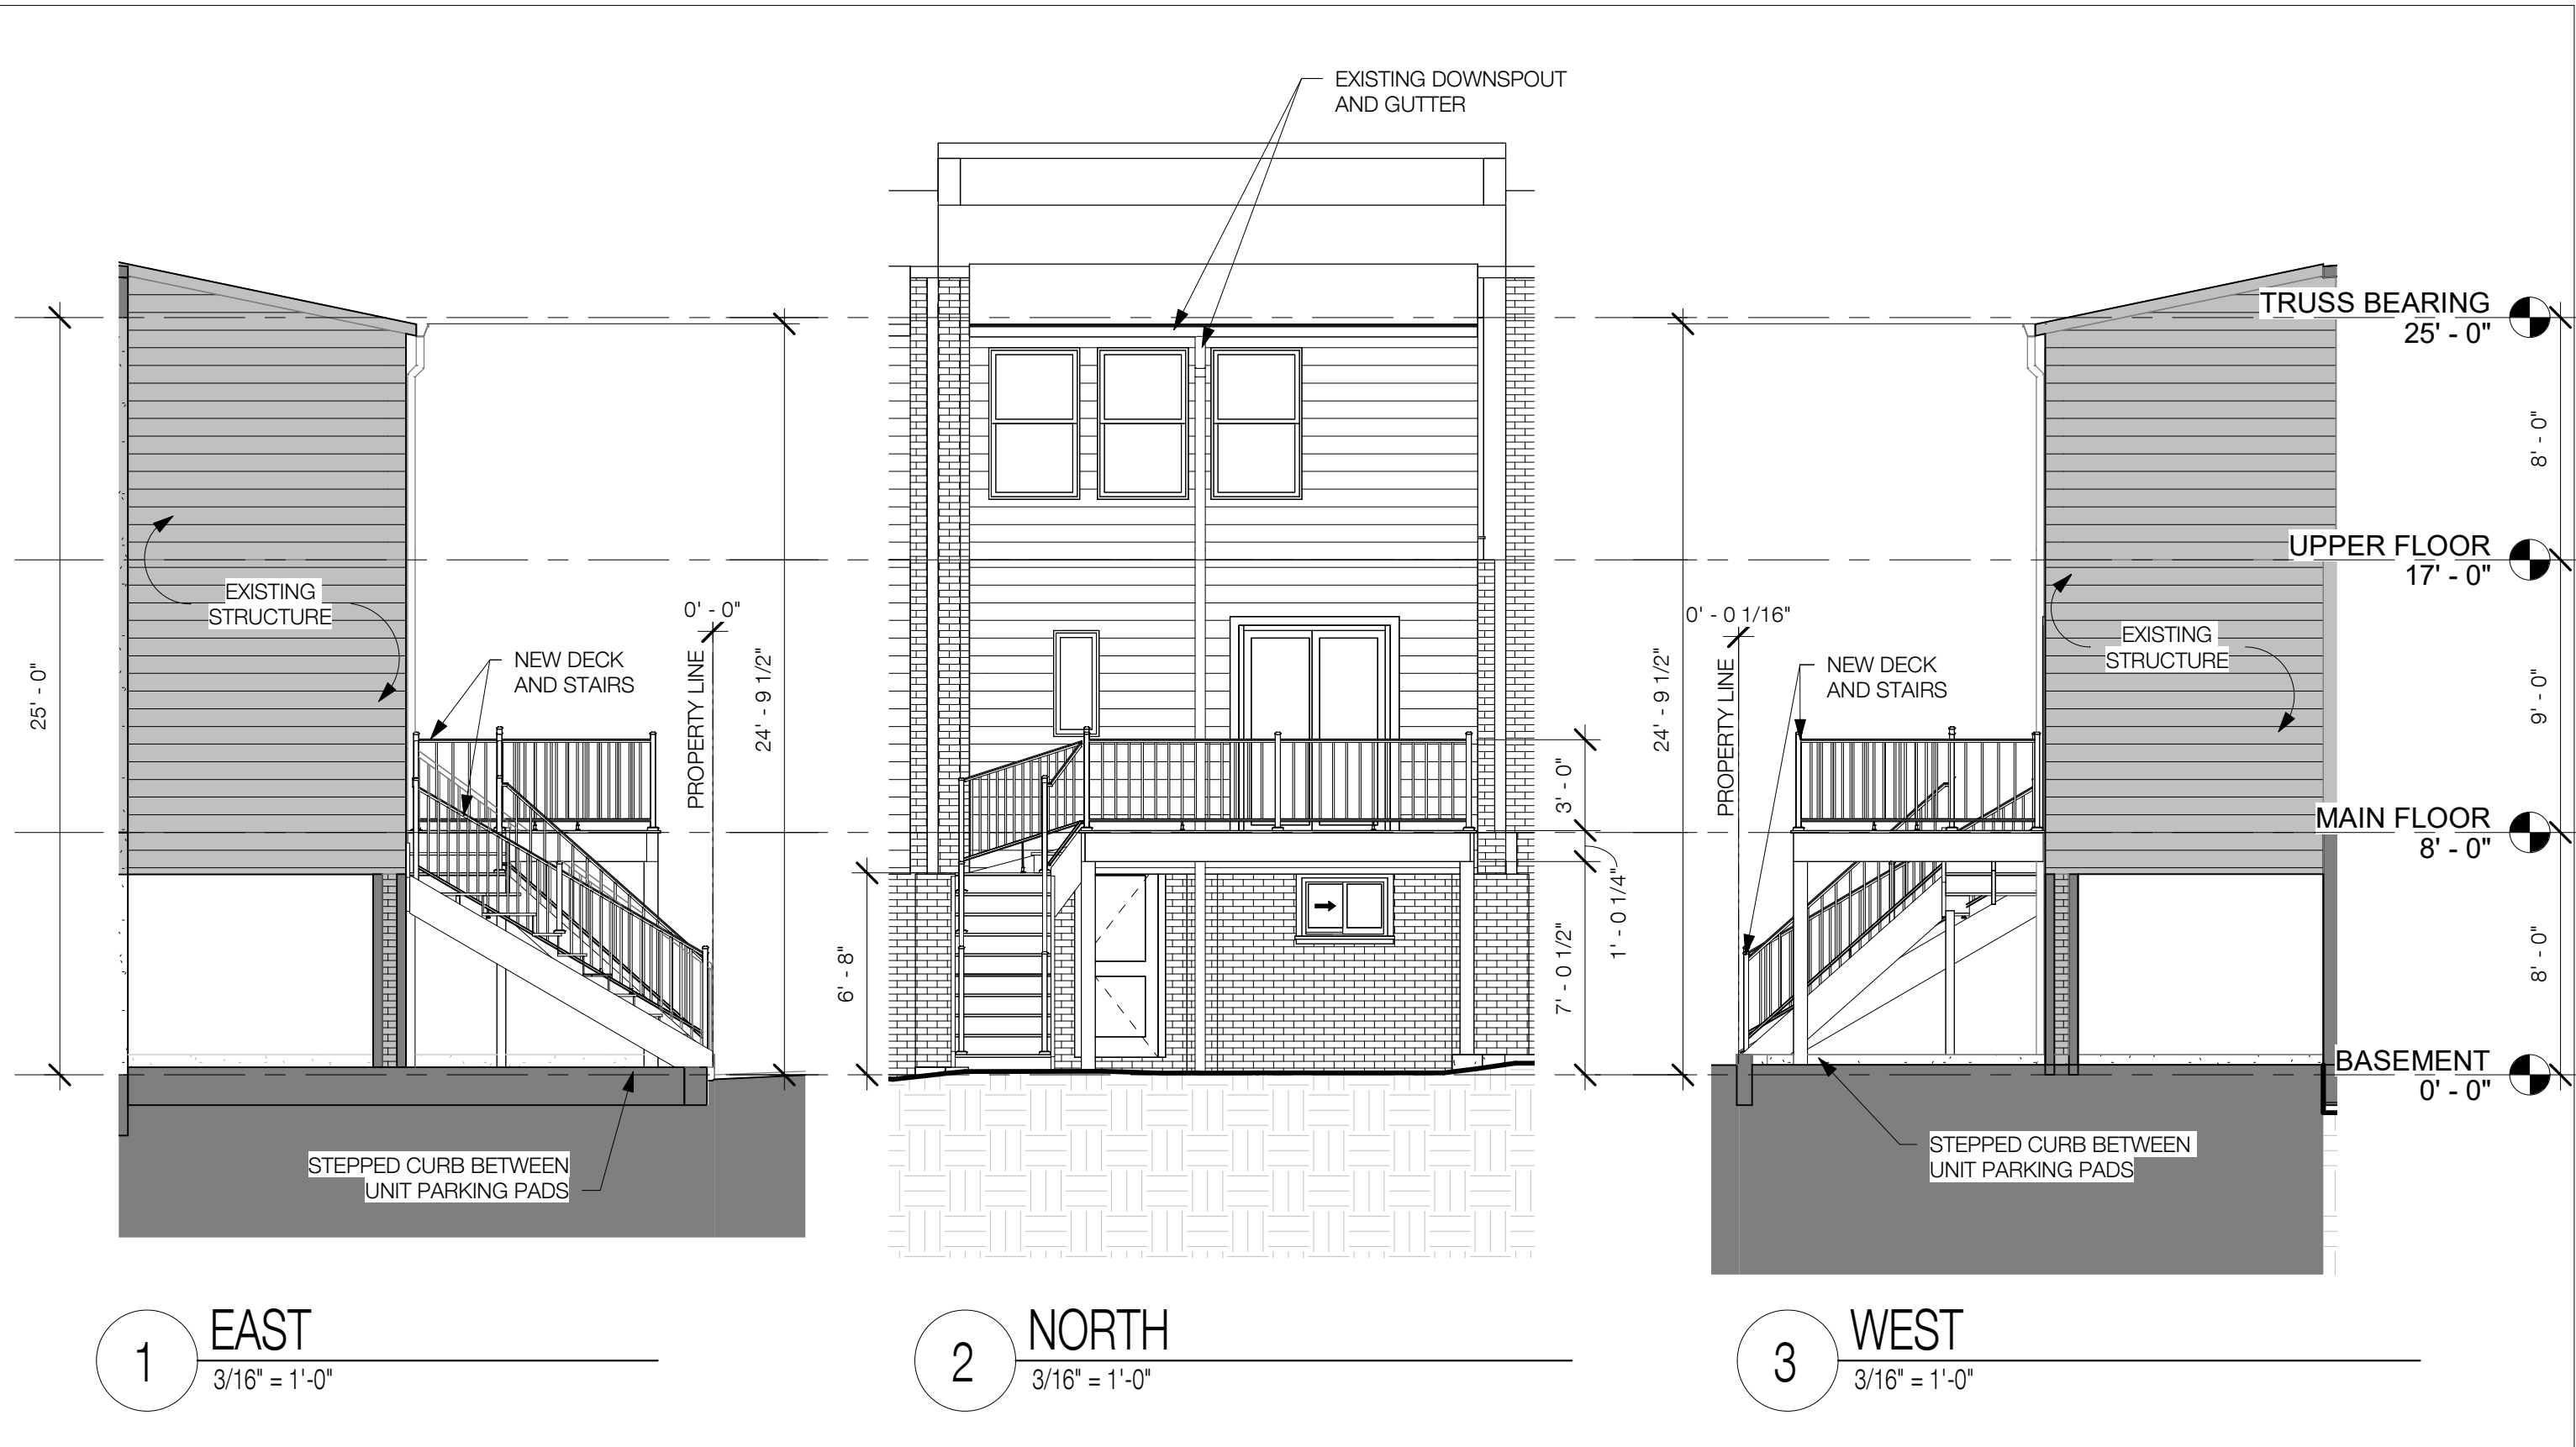 EXISTING DOWNSPOUT
AND GUTTER
25' - 0"
EXISTING
STRUCTURE
NEW DECK
AND STAIRS
0' - 0"
PROPERTY LINE
24' - 9 1/2"
STEPPED CURB BETWEEN
UNIT PARKING PADS
6' - 8"
3' - 0"
1' - 0 1/4"
7' - 0 1/2"
24' - 9 1/2"
0' - 0 1/16"
PROPERTY LINE
NEW DECK
AND STAIRS
EXISTING
STRUCTURE
STEPPED CURB BETWEEN
UNIT PARKING PADS
TRUSS BEARING
25' - 0"
8' - 0"
UPPER FLOOR
17' - 0"
9' - 0"
MAIN FLOOR
8' - 0"
8' - 0"
BASEMENT
0' - 0"
1
EAST
3/16" = 1'-0"
2
NORTH
3/16" = 1'-0"
3
WEST
3/16" = 1'-0"